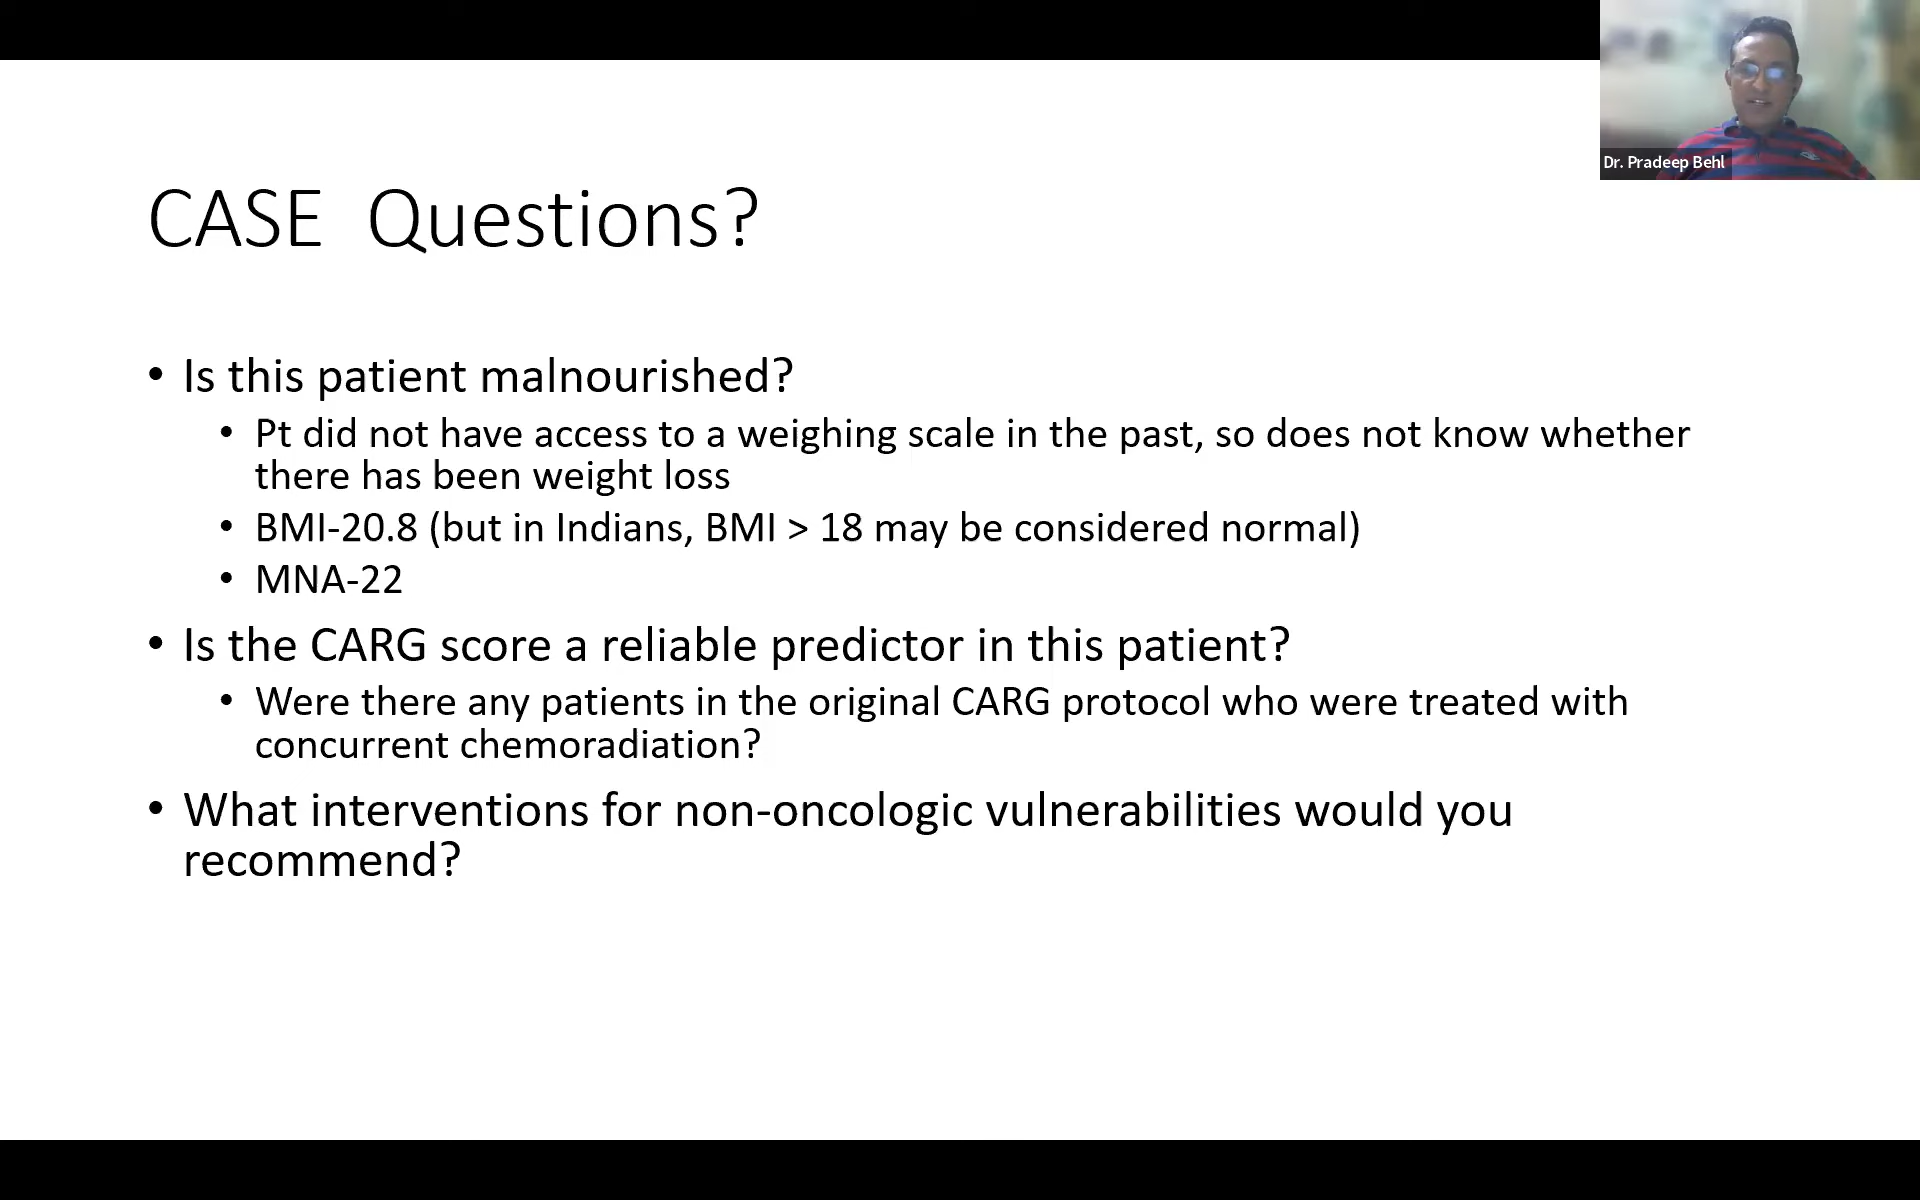 Dr. Pradeep Behl
CASE  Questions?
• Is this patient malnourished?
• Pt did not have access to a weighing scale in the past, so does not know whether
there has been weight loss
• BMI-20.8 (but in Indians, BMI > 18 may be considered normal)
• MNA-22
• Is the CARG score a reliable predictor in this patient?
• Were there any patients in the original CARG protocol who were treated with
concurrent chemoradiation?
• What interventions for non-oncologic vulnerabilities would you
recommend?